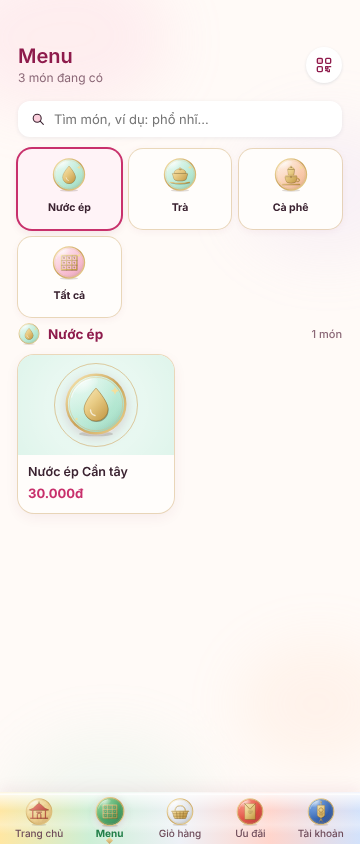 Menu
3 món đang có
Tìm món, ví dụ: phổ nhĩ...
Nước ép
Trà
Cà phê
Tất cả
Nước ép
1 món
Nước ép Cần tây
30.000đ
Trang chủ
Menu
Giỏ hàng
Ưu đãi
Tài khoản